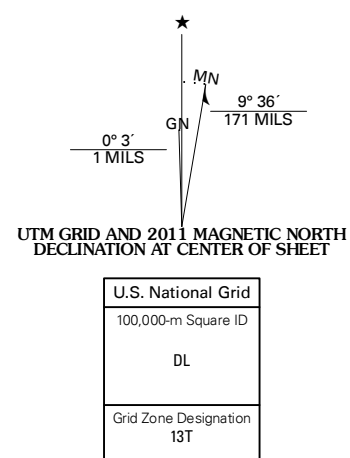 ★
MN
9° 36´
171 MILS
GN
0° 3´
1 MILS
UTM GRID AND 2011 MAGNETIC NORTH
DECLINATION AT CENTER OF SHEET
U.S. National Grid
100,000-m Square ID
DL
Grid Zone Designation
13T